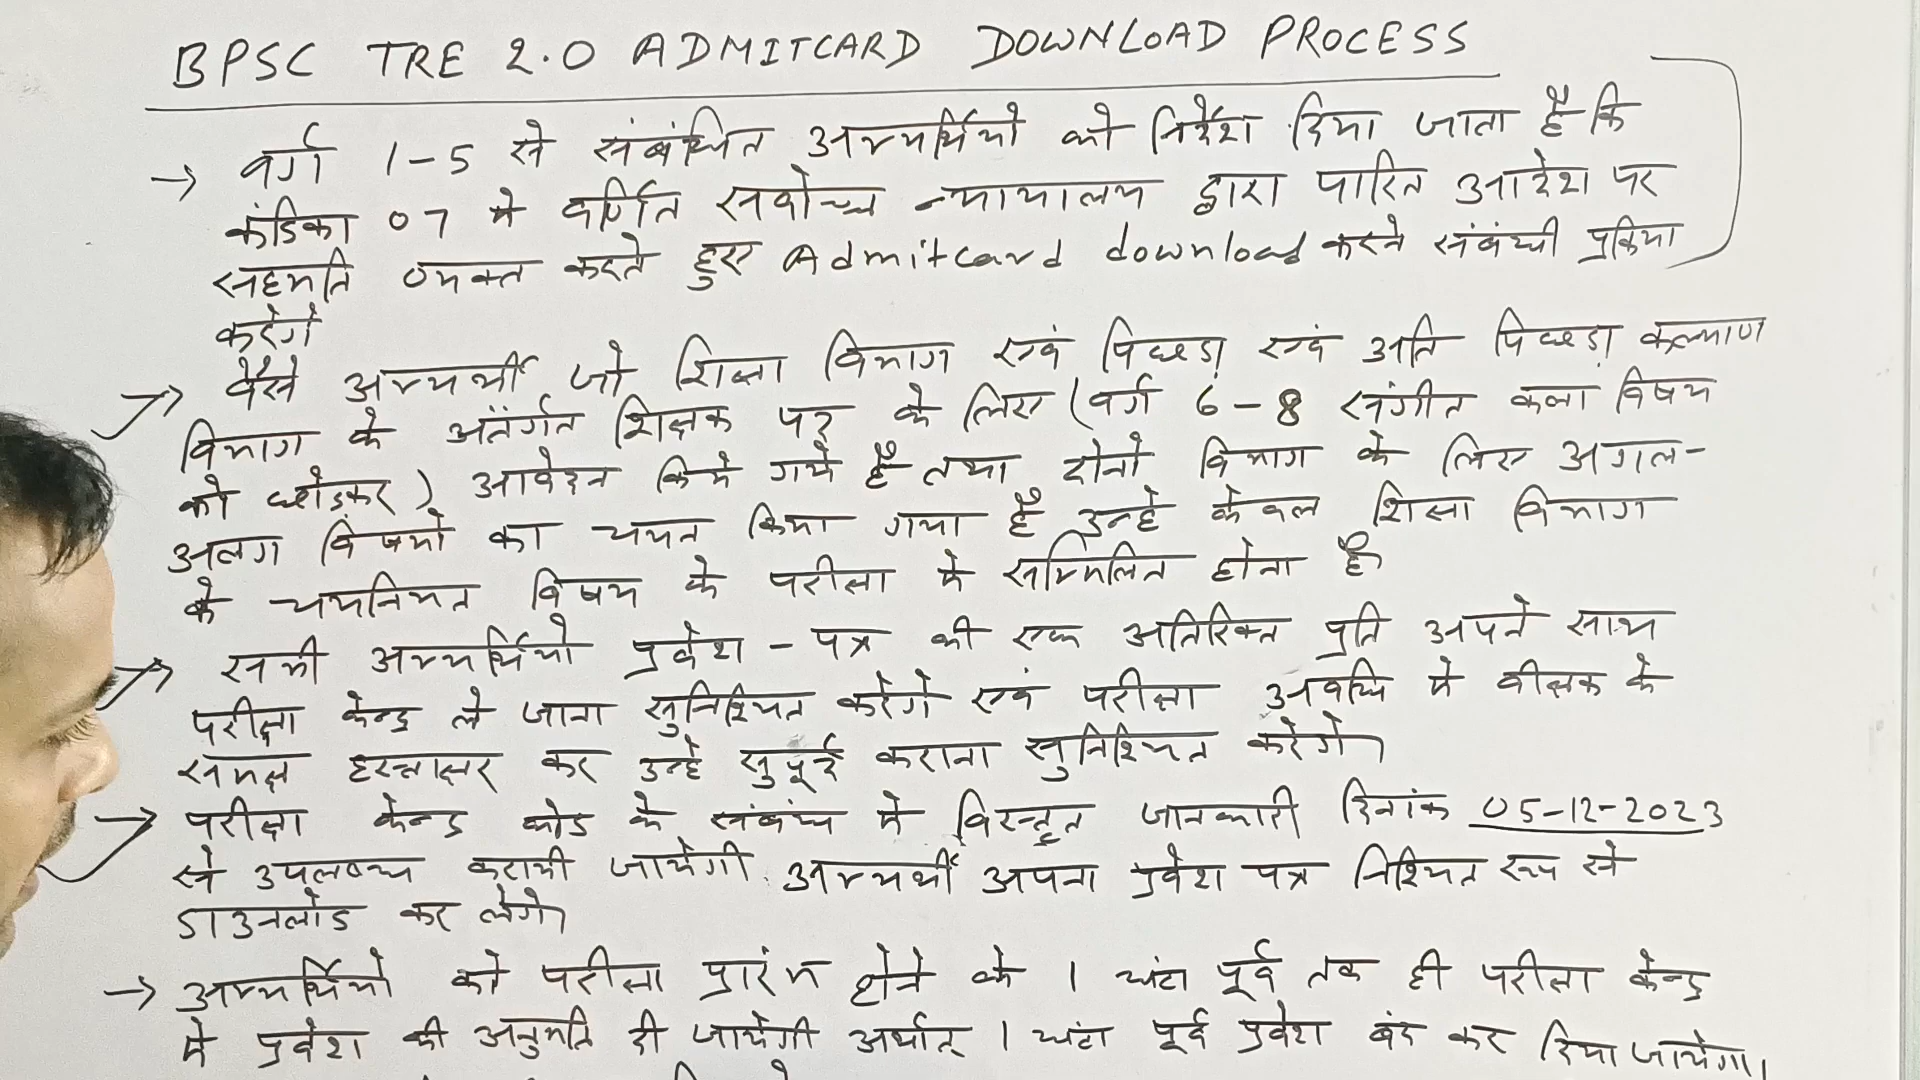 BPSC TRE 2.0 ADMITCARD DOWNLOAD PROCESS
→ वर्ग 1-5 से संबंधित अभ्यर्थियो को निर्देश दिया जाता है कि
कंडिका 07 मे वर्णित सर्वोच्च न्यायालय द्वारा पारित आदेश पर
सहमति व्यक्त करते हुए Admitcard download करने संबंधी प्रक्रिया
करेंगे
→ वैसे अभ्यर्थी जो शिक्षा विभाग एवं पिछड़ा एवं अति पिछड़ा कल्याण
विभाग के अंतर्गत शिक्षक पद के लिए (वर्ग 6-8 संगीत कला विषय
को छोड़कर) आवेदन किये गये है तथा दोनो विभाग के लिए अगल-
अलग विषयो का चयन किया गया है उन्हे केवल शिक्षा विभाग
के चयनियत विषय के परीक्षा मे सम्मिलित होना है
→ सभी अभ्यर्थियो प्रवेश-पत्र की एक अतिरिक्त प्रति अपने साथ
परीक्षा केन्द्र ले जाना सुनिश्चित करेगे एवं परीक्षा अवधि मे वीक्षक के
समक्ष हस्ताक्षर कर उन्हे सुपूर्द कराना सुनिश्चित करेगे।
→ परीक्षा केन्द्र कोड के संबंध मे विस्तृत जानकारी दिनांक 05-12-2023
से उपलब्ध करायी जायेगी. अभ्यर्थी अपना प्रवेश पत्र निश्चित रूप से
डाउनलोड कर लेगे।
→ अभ्यर्थियो को परीक्षा प्रारंभ होने के 1 घंटा पूर्व तक ही परीक्षा केन्द्र
मे प्रवेश की अनुमति दी जायेगी अर्थात् 1 घंटा पूर्व प्रवेश बंद कर दिया जायेगा।